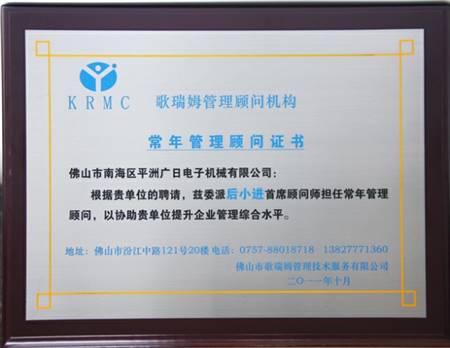 KRMC 歌瑞姆管理顾问机构
常年管理顾问证书
佛山市南海区平洲广日电子机械有限公司：
根据贵单位的聘请，兹委派后小进首席顾问师担任常年管理
顾问，以协助贵单位提升企业管理综合水平。
地址：佛山市汾江中路121号20楼 电话：0757-88018718 13827771360
佛山市歌瑞姆管理技术服务有限公司
二〇一一年十月